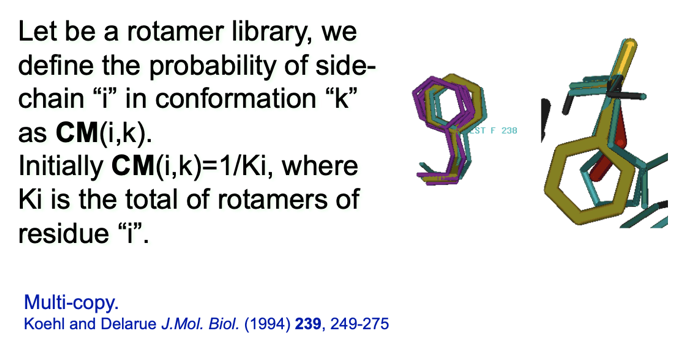 Let be a rotamer library, we
define the probability of side-
chain “i” in conformation “k”
as CM(i,k).
Initially CM(i,k)=1/Ki, where
Ki is the total of rotamers of
residue “i”.
EST F 238
Multi-copy.
Koehl and Delarue J.Mol. Biol. (1994) 239, 249-275